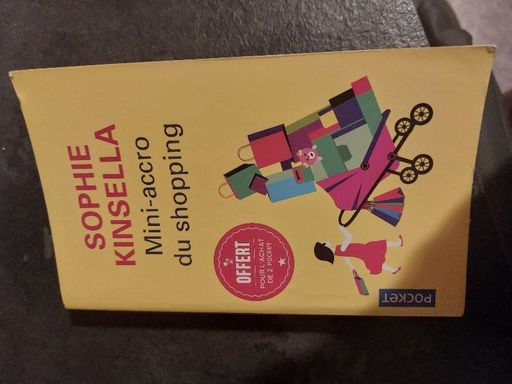 SOPHIE
KINSELLA
Mini-accro
du shopping
OFFERT
POUR L'ACHAT
DE 2 POCKET
POCKET